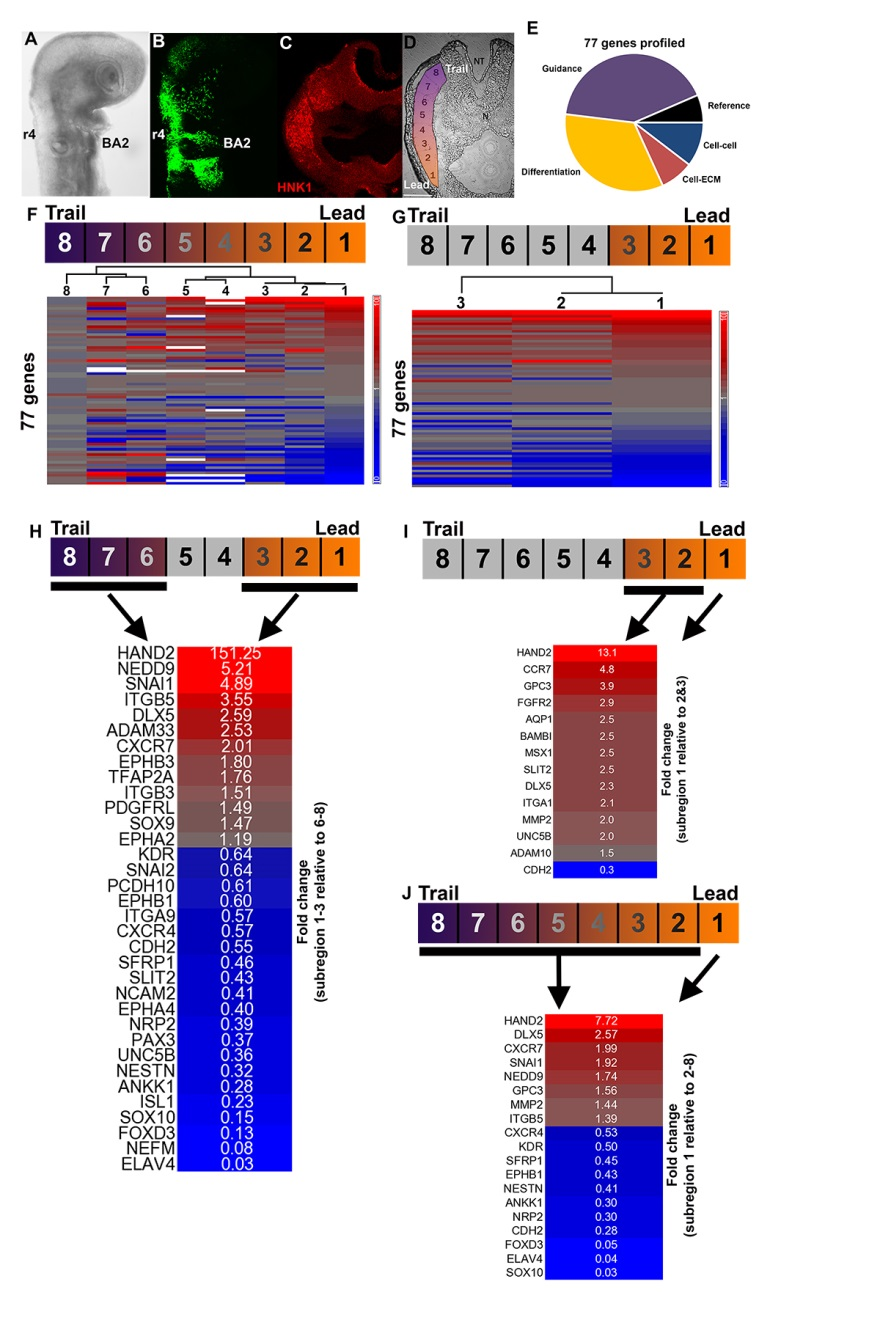 A
B
C
D
E
r4
BA2
r4
BA2
HNK1
NT
N
Trail
8
7
6
5
4
3
2
1
Lead
77 genes profiled
Guidance
Reference
Cell-cell
Cell-ECM
Differentiation
F
Trail Lead
8 7 6 5 4 3 2 1
8 7 6 5 4 3 2 1
77 genes
1
G
Trail Lead
8 7 6 5 4 3 2 1
3 2 1
77 genes
1
H
Trail Lead
8 7 6 5 4 3 2 1
HAND2 151.25
NEDD9 5.21
SNAI1 4.89
ITGB5 3.55
DLX5 2.59
ADAM33 2.53
CXCR7 2.01
EPHB3 1.80
TFAP2A 1.76
ITGB3 1.51
PDGFRL 1.49
SOX9 1.47
EPHA2 1.19
KDR 0.64
SNAI2 0.64
PCDH10 0.61
EPHB1 0.60
ITGA9 0.57
CXCR4 0.57
CDH2 0.55
SFRP1 0.46
SLIT2 0.43
NCAM2 0.41
EPHA4 0.40
NRP2 0.39
PAX3 0.37
UNC5B 0.36
NESTN 0.32
ANKK1 0.28
ISL1 0.23
SOX10 0.15
FOXD3 0.13
NEFM 0.08
ELAV4 0.03
Fold change
(subregion 1-3 relative to 6-8)
I
Trail Lead
8 7 6 5 4 3 2 1
HAND2 13.1
CCR7 4.8
GPC3 3.9
FGFR2 2.9
AQP1 2.5
BAMBI 2.5
MSX1 2.5
SLIT2 2.5
DLX5 2.3
ITGA1 2.1
MMP2 2.0
UNC5B 2.0
ADAM10 1.5
CDH2 0.3
Fold change
(subregion 1 relative to 2&3)
J
Trail Lead
8 7 6 5 4 3 2 1
HAND2 7.72
DLX5 2.57
CXCR7 1.99
SNAI1 1.92
NEDD9 1.74
GPC3 1.56
MMP2 1.44
ITGB5 1.39
CXCR4 0.53
KDR 0.50
SFRP1 0.45
EPHB1 0.43
NESTN 0.41
ANKK1 0.30
NRP2 0.30
CDH2 0.28
FOXD3 0.05
ELAV4 0.04
SOX10 0.03
Fold change
(subregion 1 relative to 2-8)